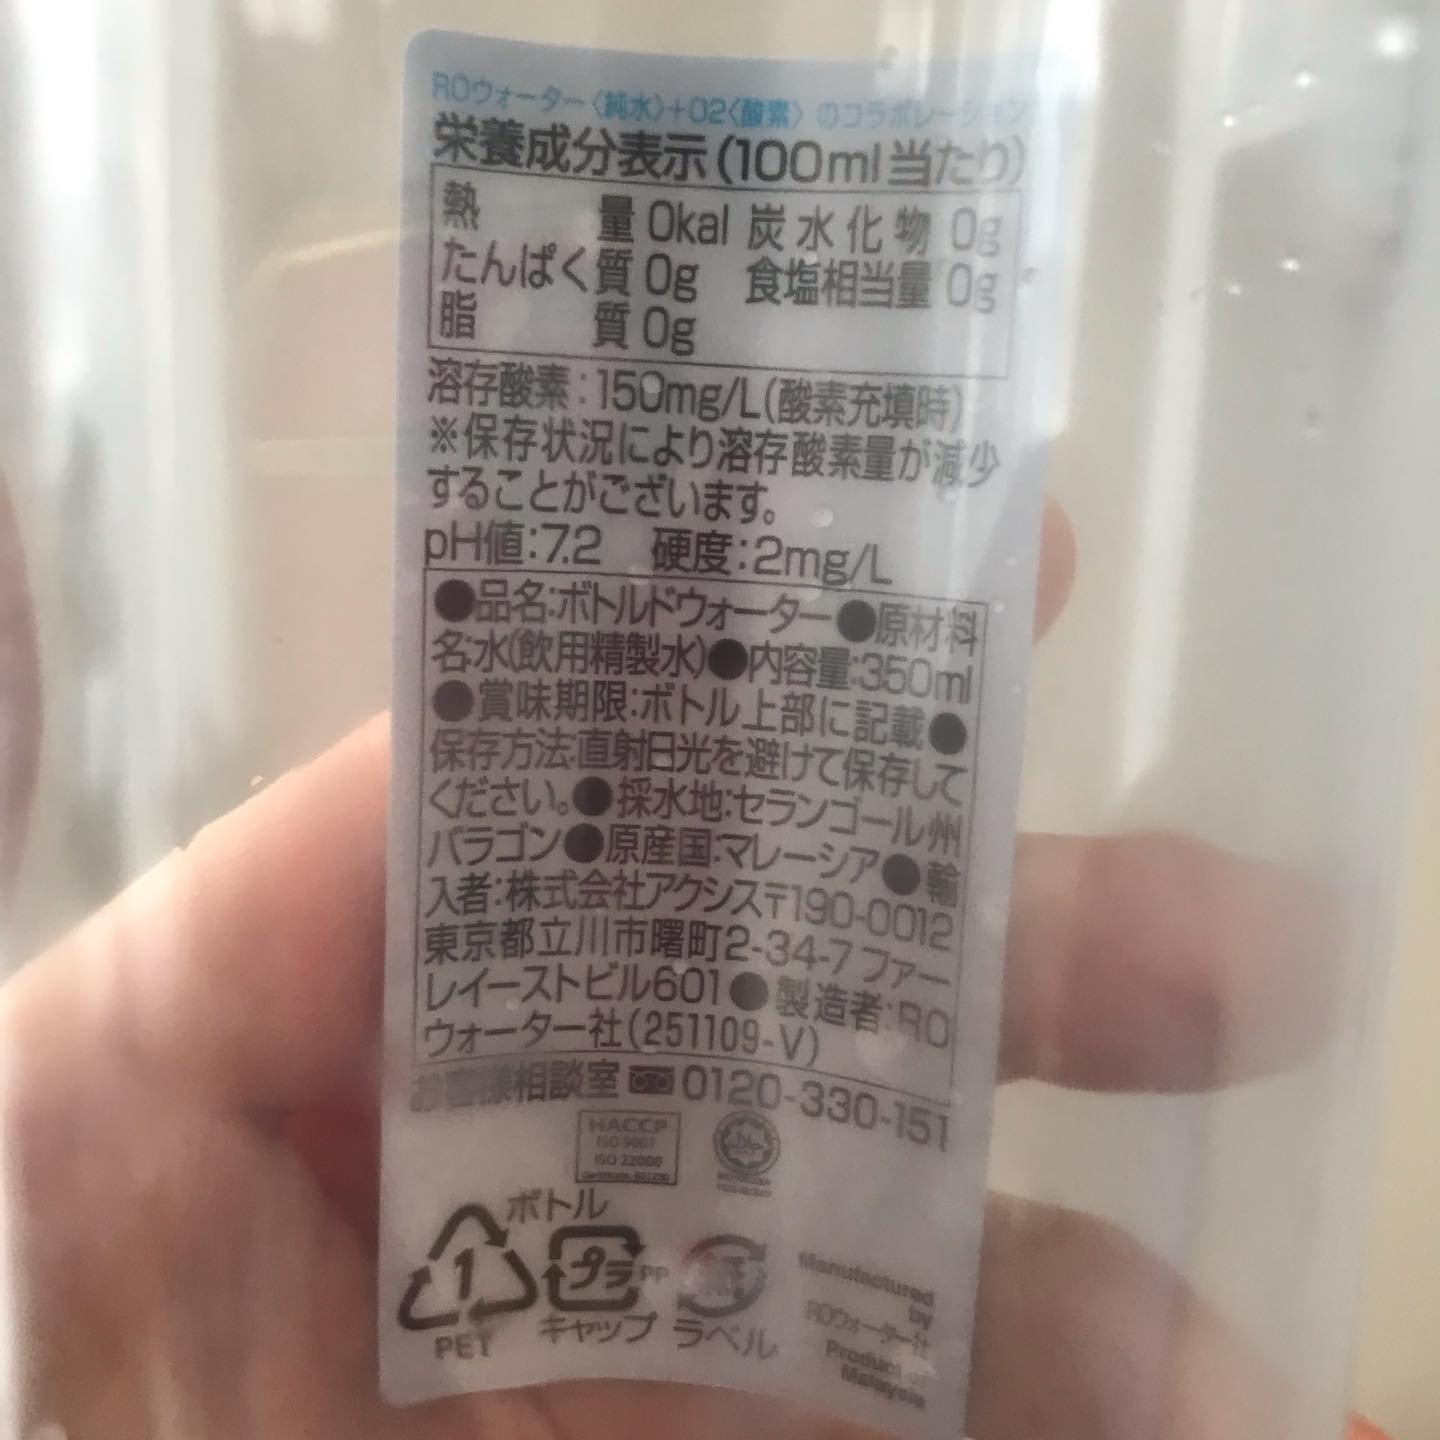 ROウォーター〈純水〉+O2〈酸素〉のコラボレーション
栄養成分表示(100ml当たり)
熱量 0kal 炭水化物 0g
たんぱく質 0g 食塩相当量 0g
脂質 0g
溶存酸素:150mg/L(酸素充填時)
※保存状況により溶存酸素量が減少
することがございます。
pH値:7.2 硬度:2mg/L
●品名:ボトルドウォーター●原材料
名:水(飲用精製水)●内容量:350ml
●賞味期限:ボトル上部に記載●
保存方法:直射日光を避けて保存して
ください。●採水地:セランゴール州
バラゴン●原産国:マレーシア●輸
入者:株式会社アクシス〒190-0012
東京都立川市曙町2-34-7 ファー
レイーストビル601●製造者:RO
ウォーター社(251109-V)
お客様相談室 0120-330-151
HACCP
ISO 9001
ISO 22000
ボトル
1
PET
プラ PP
キャップ
ラベル
Manufactured
by
ROウォーター社
Product of
Malaysia